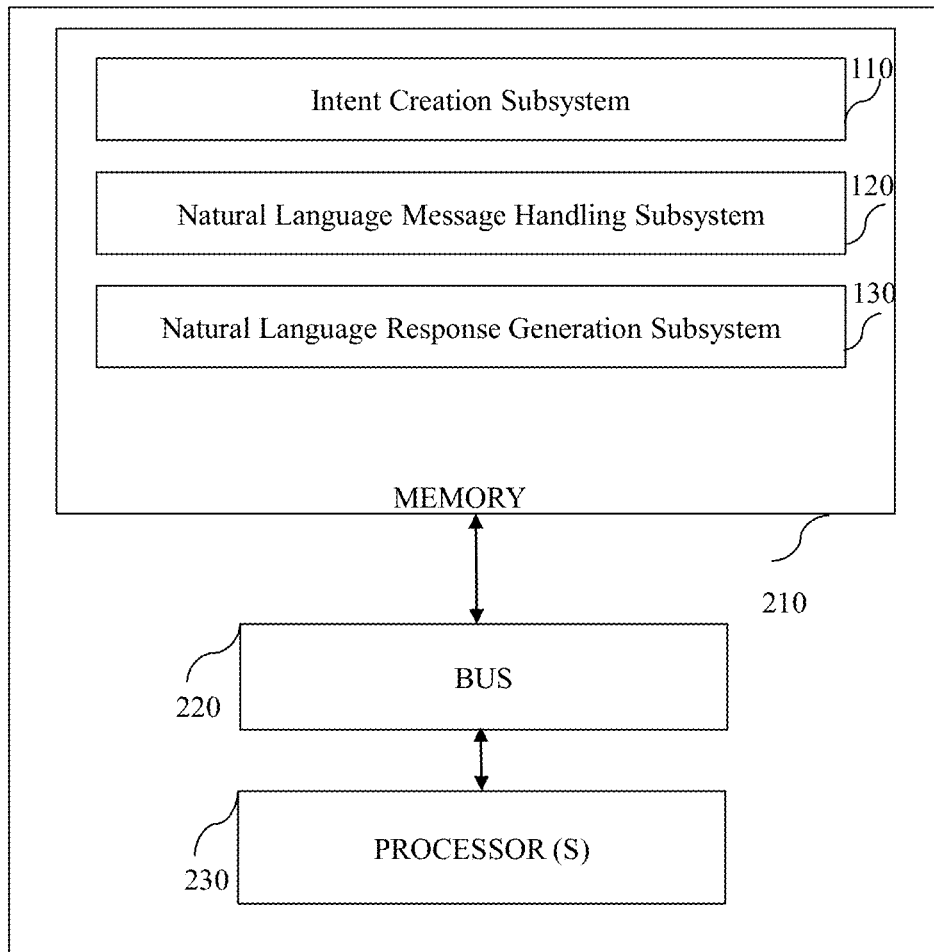 110
Intent Creation Subsystem
120
Natural Language Message Handling Subsystem
130
Natural Language Response Generation Subsystem
MEMORY
210
BUS
220
PROCESSOR (S)
230